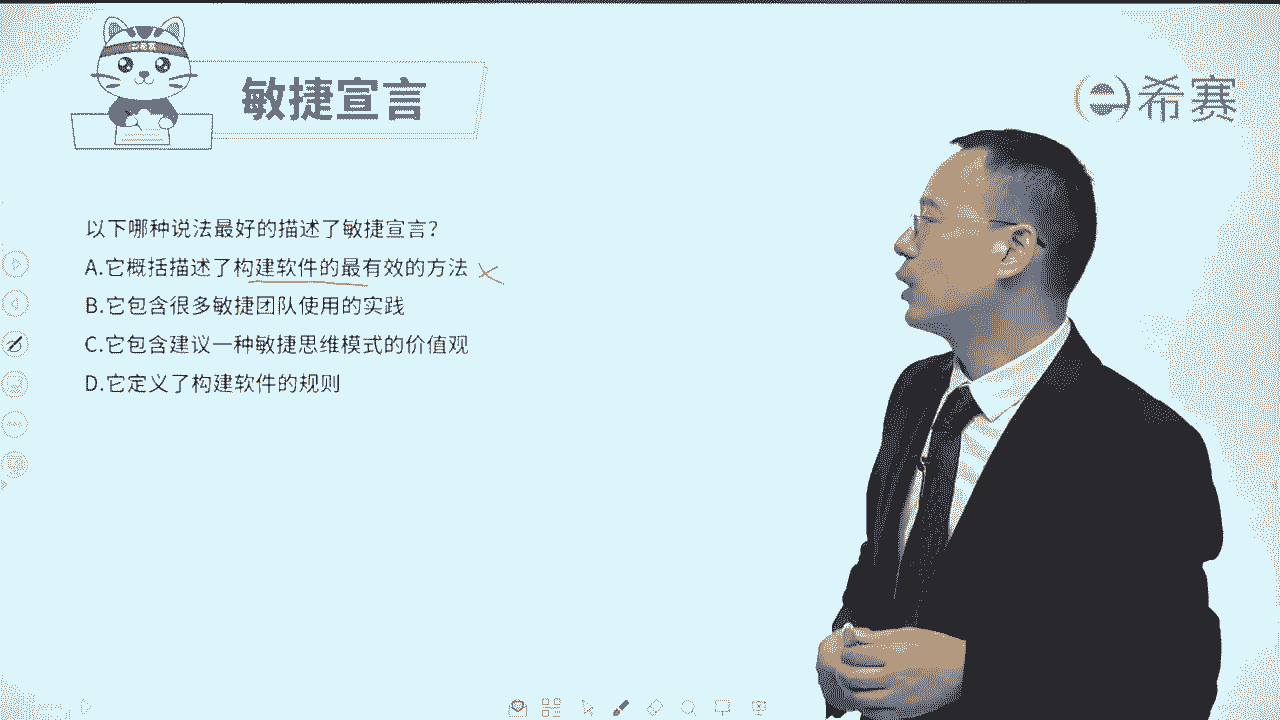 敏捷宣言
希赛
以下哪种说法最好的描述了敏捷宣言？
A.它概括描述了构建软件的最有效的方法
B.它包含很多敏捷团队使用的实践
C.它包含建议一种敏捷思维模式的价值观
D.它定义了构建软件的规则